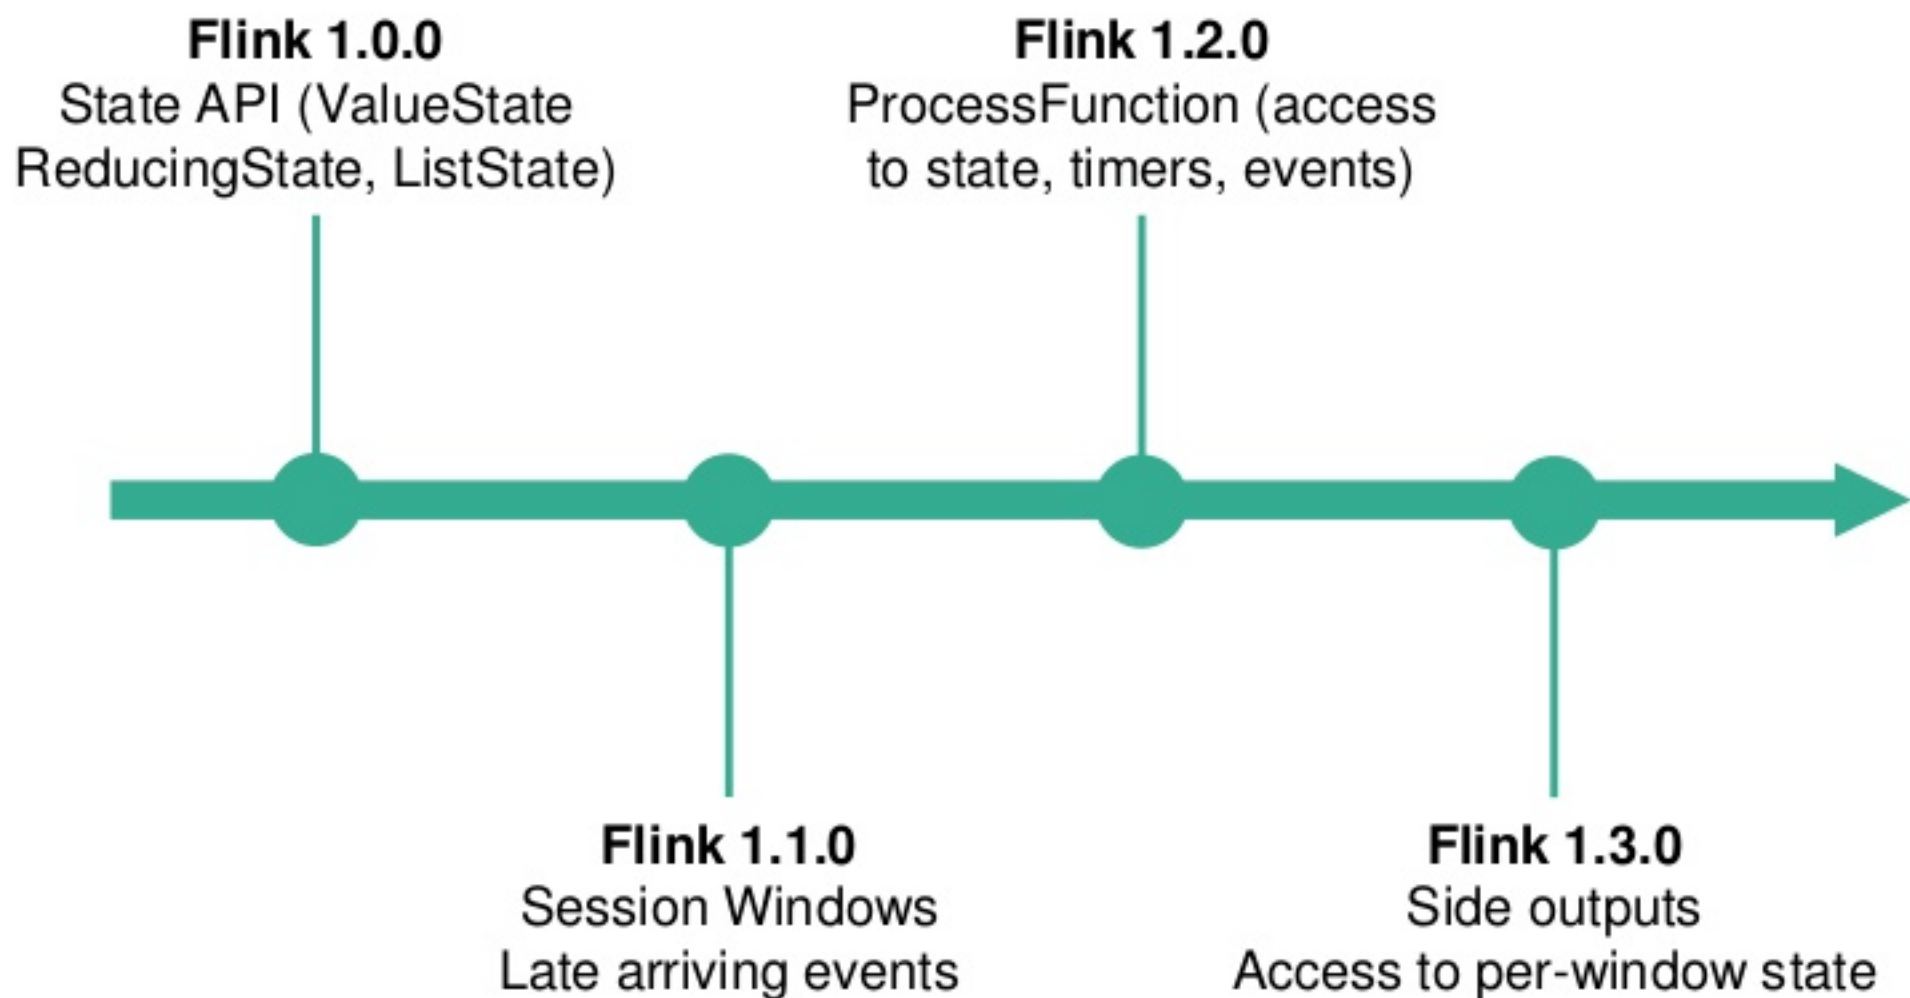 Flink 1.0.0
State API (ValueState
ReducingState, ListState)
Flink 1.2.0
ProcessFunction (access
to state, timers, events)
Flink 1.1.0
Session Windows
Late arriving events
Flink 1.3.0
Side outputs
Access to per-window state